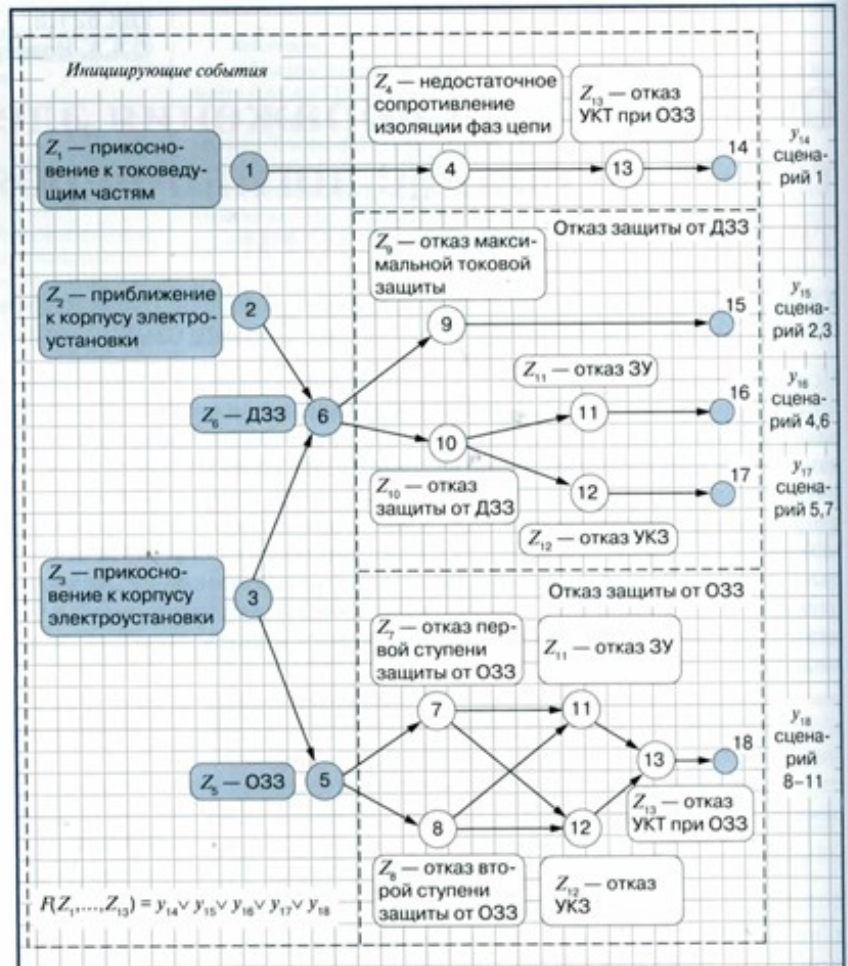 Инициирующие события
Z₄ — недостаточное
сопротивление
изоляции фаз цепи
Z₁₃ — отказ
УКТ при ОЗЗ
Z₁ — прикосно-
вение к токоведу-
щим частям
1
4
13
14
y₁₄
сцена-
рий 1
Отказ защиты от ДЗЗ
Z₉ — отказ макси-
мальной токовой
защиты
Z₂ — приближение
к корпусу электро-
установки
2
9
15
y₁₅
сцена-
рий 2,3
Z₁₁ — отказ ЗУ
Z₆ — ДЗЗ
6
10
11
16
y₁₆
сцена-
рий 4,6
Z₁₀ — отказ
защиты от ДЗЗ
12
17
y₁₇
сцена-
рий 5,7
Z₁₂ — отказ УКЗ
Отказ защиты от ОЗЗ
Z₃ — прикосно-
вение к корпусу
электроустановки
3
Z₇ — отказ пер-
вой ступени
защиты от ОЗЗ
Z₁₁ — отказ ЗУ
7
11
13
18
y₁₈
сцена-
рий
8–11
Z₅ — ОЗЗ
5
8
12
Z₁₃ — отказ
УКТ при ОЗЗ
Z₈ — отказ вто-
рой ступени
защиты от ОЗЗ
Z₁₂ — отказ
УКЗ
F(Z₁,...,Z₁₃) = y₁₄∨ y₁₅∨ y₁₆∨ y₁₇∨ y₁₈